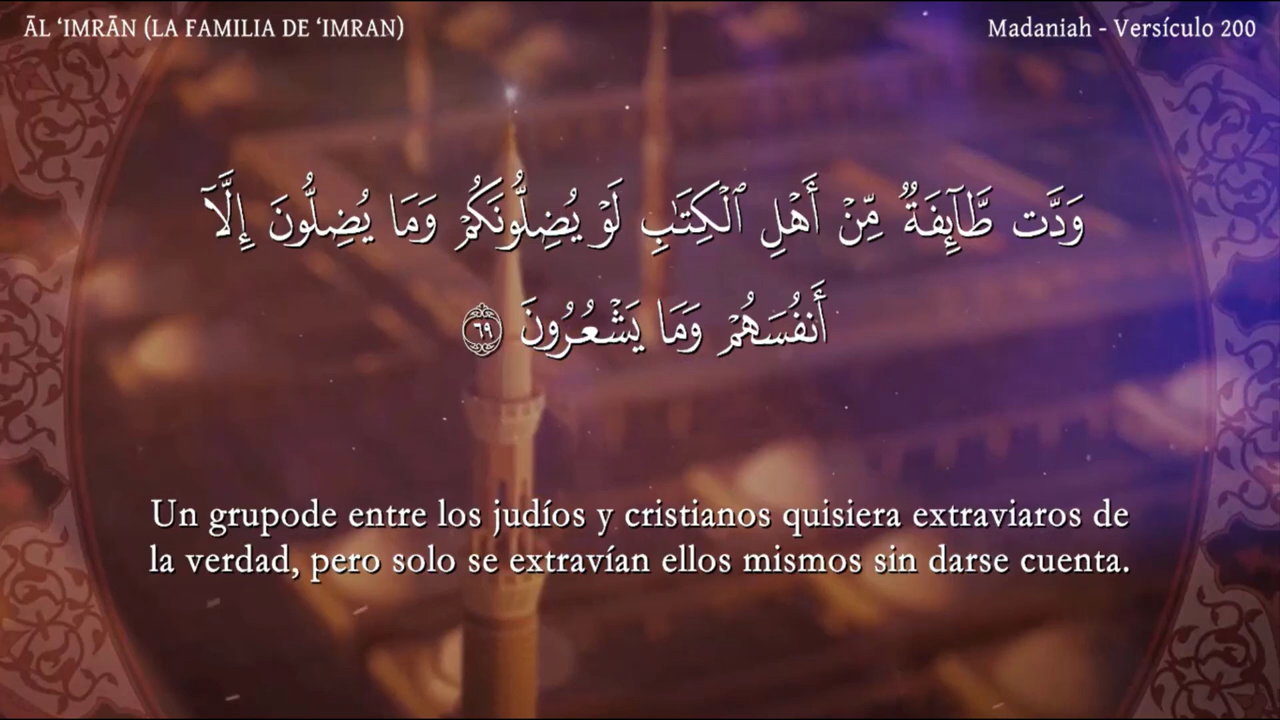 ĀL ‘IMRĀN (LA FAMILIA DE ‘IMRAN)
Madaniah - Versículo 200
وَدَّت طَّآئِفَةٌ مِّنْ أَهْلِ ٱلْكِتَٰبِ لَوْ يُضِلُّونَكُمْ وَمَا يُضِلُّونَ إِلَّآ
أَنفُسَهُمْ وَمَا يَشْعُرُونَ ٦٩
Un grupode entre los judíos y cristianos quisiera extraviaros de
la verdad, pero solo se extravían ellos mismos sin darse cuenta.